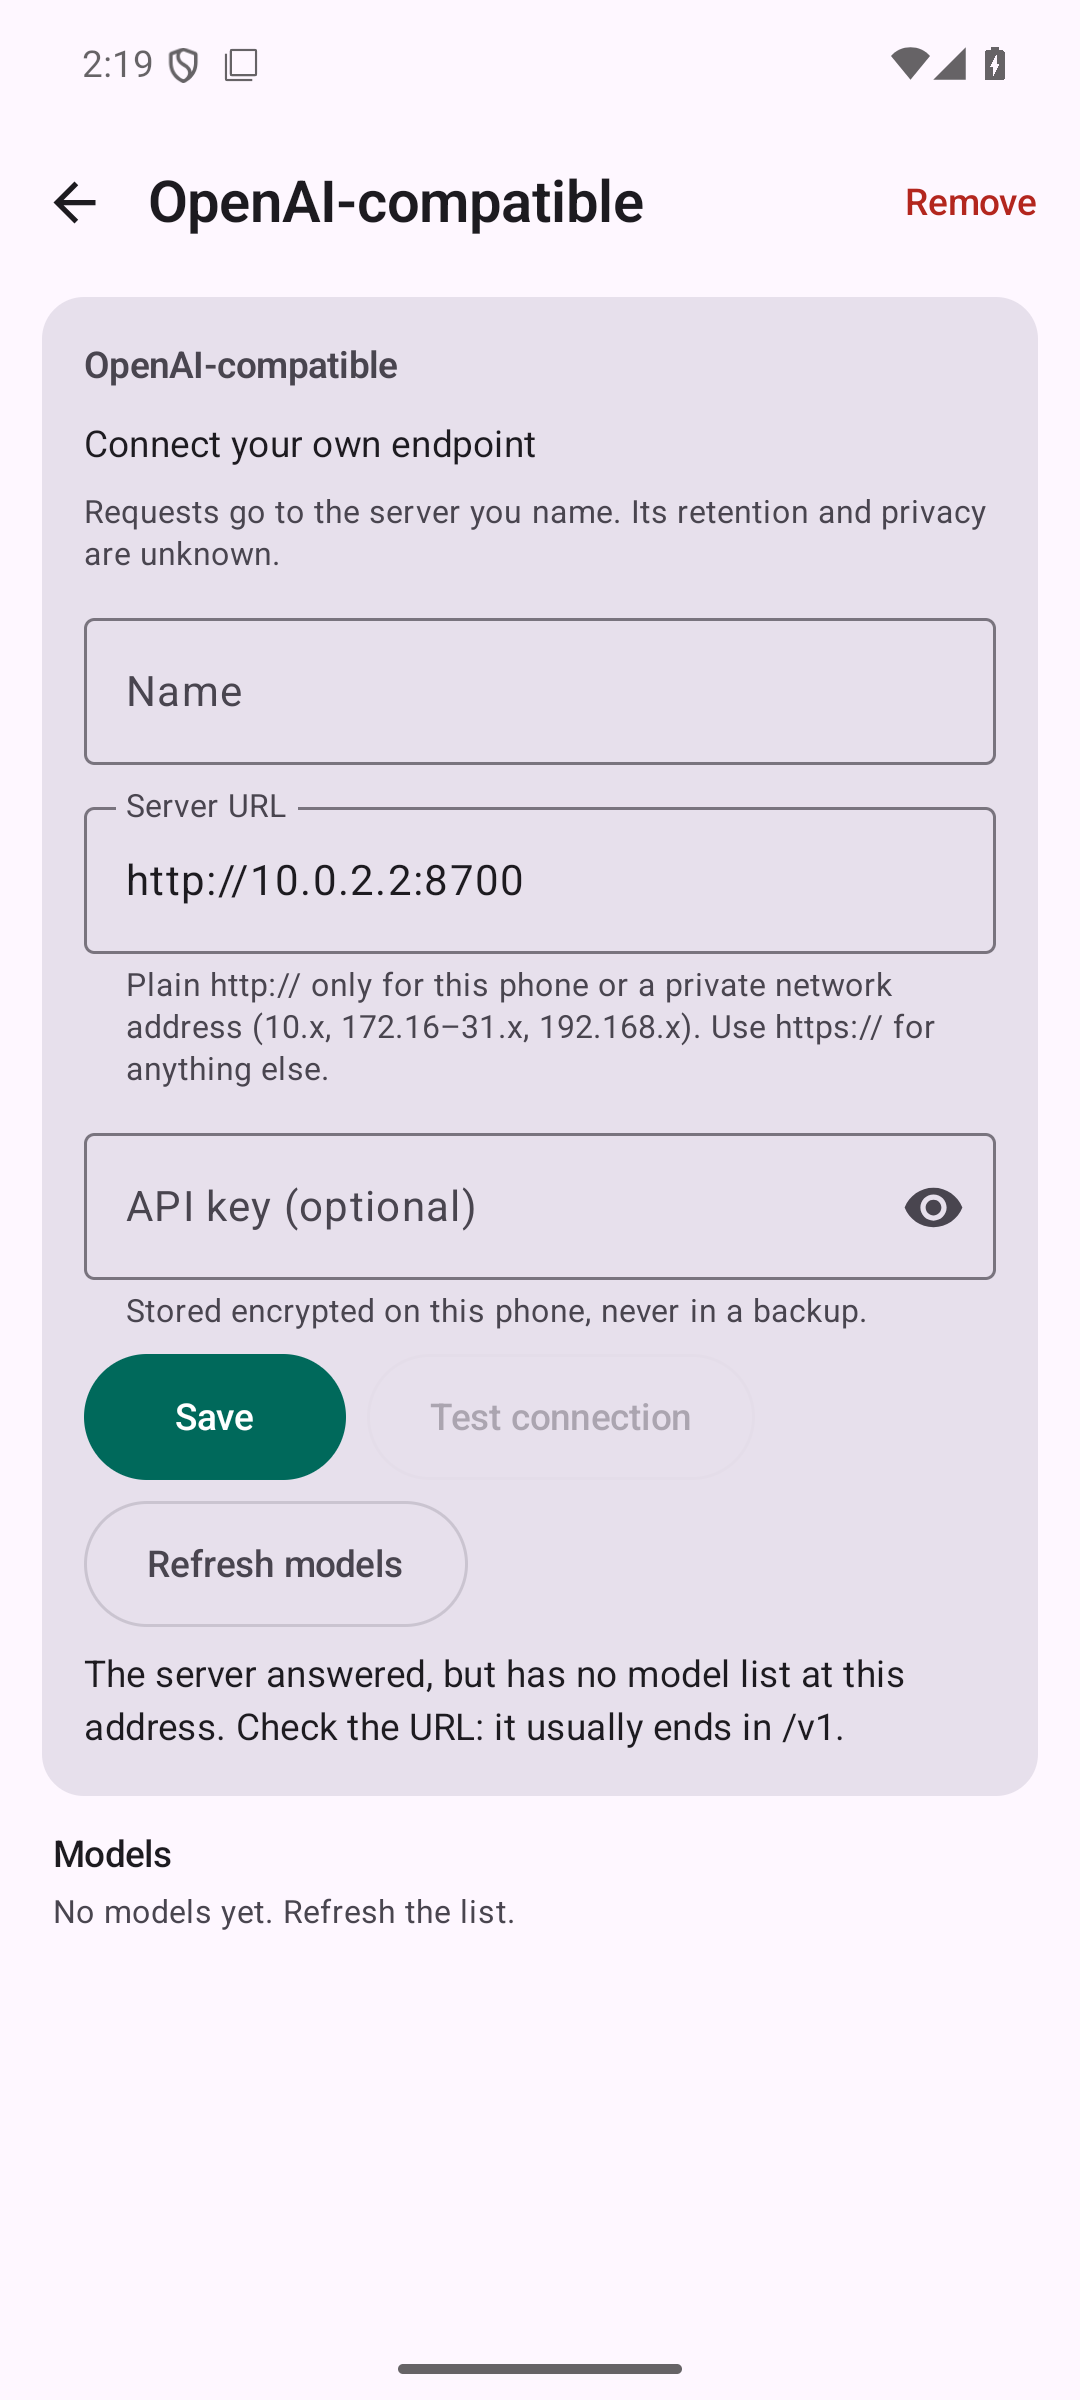 2:19
OpenAI-compatible
Remove
OpenAI-compatible
Connect your own endpoint
Requests go to the server you name. Its retention and privacy
are unknown.
Name
Server URL
http://10.0.2.2:8700
Plain http:// only for this phone or a private network
address (10.x, 172.16–31.x, 192.168.x). Use https:// for
anything else.
API key (optional)
Stored encrypted on this phone, never in a backup.
Save
Test connection
Refresh models
The server answered, but has no model list at this
address. Check the URL: it usually ends in /v1.
Models
No models yet. Refresh the list.